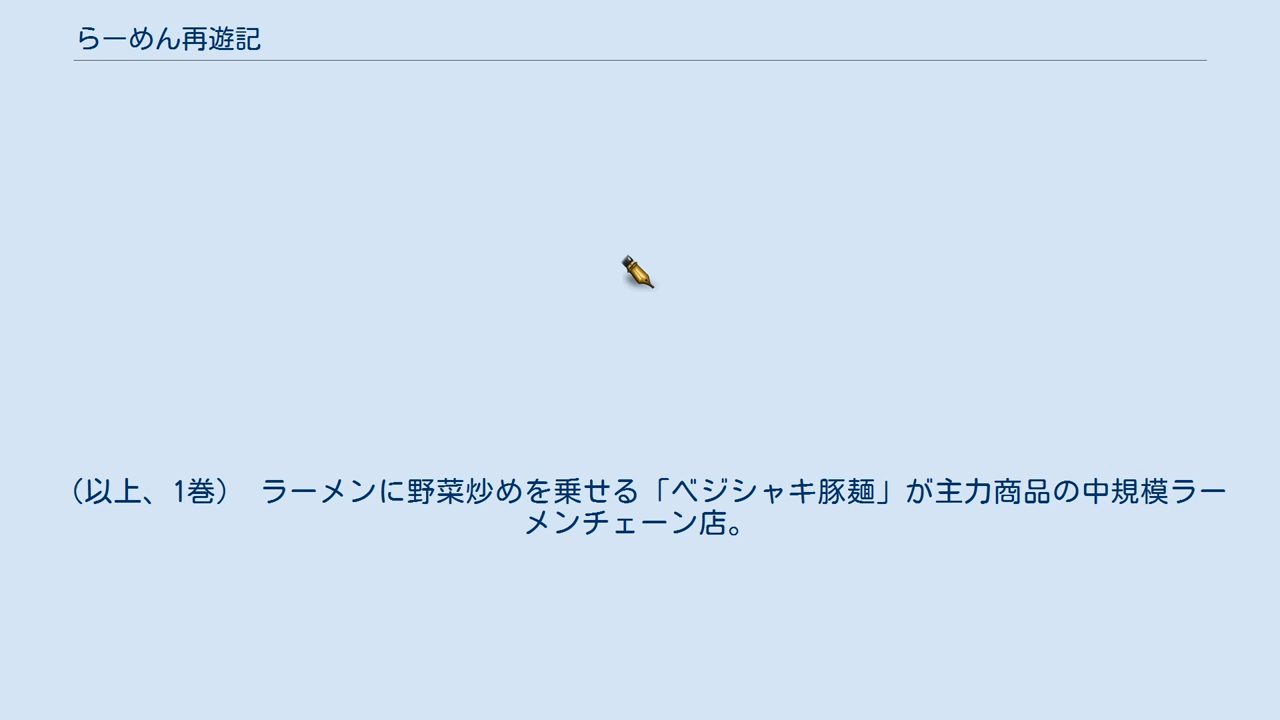 らーめん再遊記
（以上、1巻）　ラーメンに野菜炒めを乗せる「ベジシャキ豚麺」が主力商品の中規模ラー
メンチェーン店。